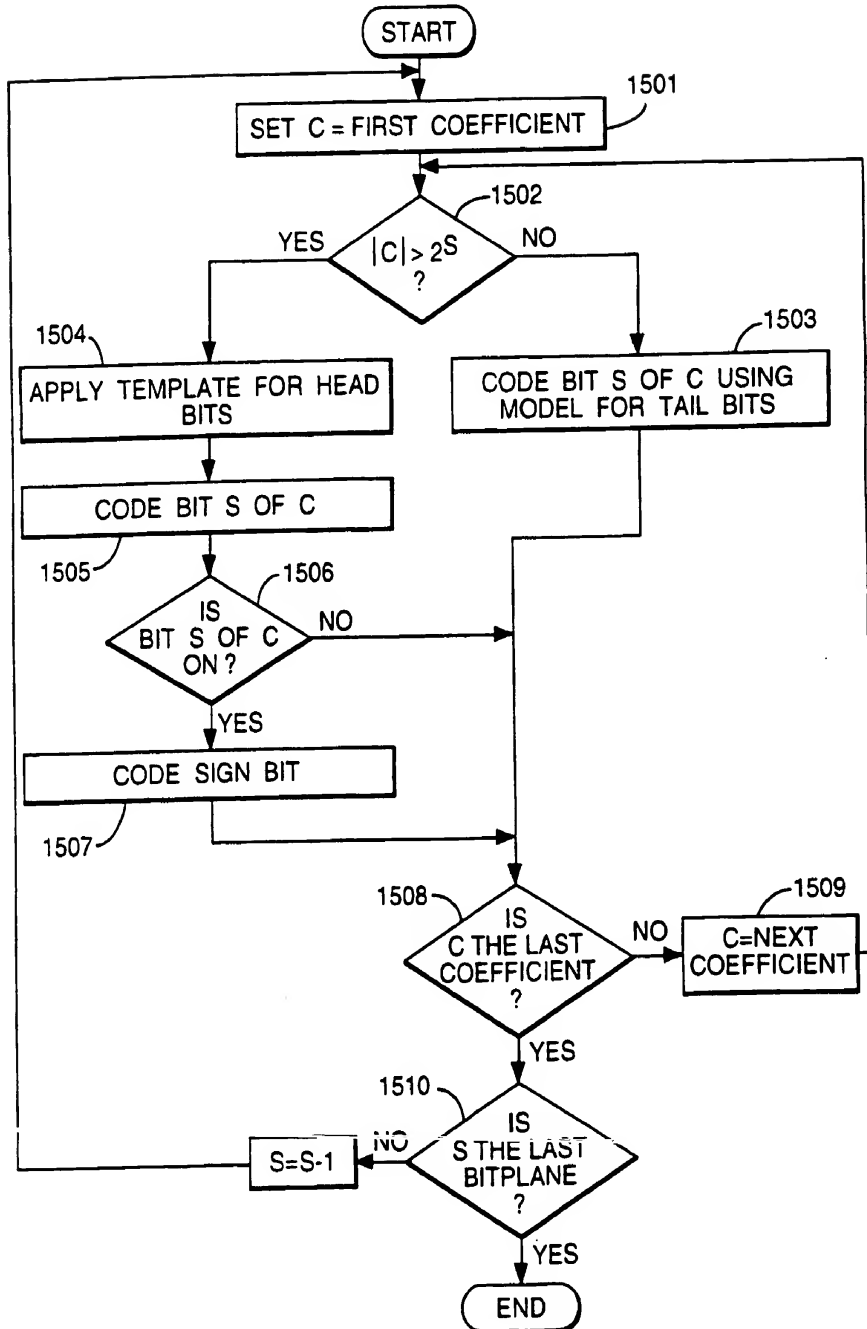 START
1501
SET C = FIRST COEFFICIENT
1502
YES
|C| > 2^S
?
NO
1504
APPLY TEMPLATE FOR HEAD
BITS
1503
CODE BIT S OF C USING
MODEL FOR TAIL BITS
CODE BIT S OF C
1505
1506
IS
BIT S OF C
ON ?
NO
YES
CODE SIGN BIT
1507
1508
IS
C THE LAST
COEFFICIENT
?
NO
1509
C=NEXT
COEFFICIENT
YES
1510
IS
S THE LAST
BITPLANE
?
NO
S=S-1
YES
END